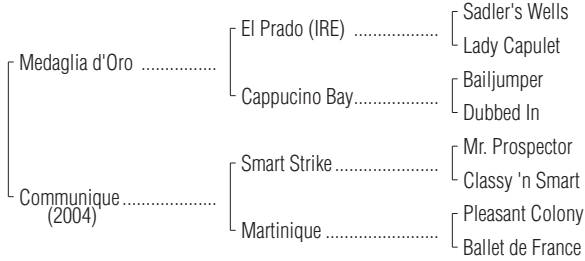 Sadler's Wells
El Prado (IRE) ..................
Lady Capulet
Medaglia d'Oro ................
Bailjumper
Cappucino Bay...................
Dubbed In
Mr. Prospector
Smart Strike .......................
Classy 'n Smart
Communique ....................
(2004)
Pleasant Colony
Martinique .........................
Ballet de France